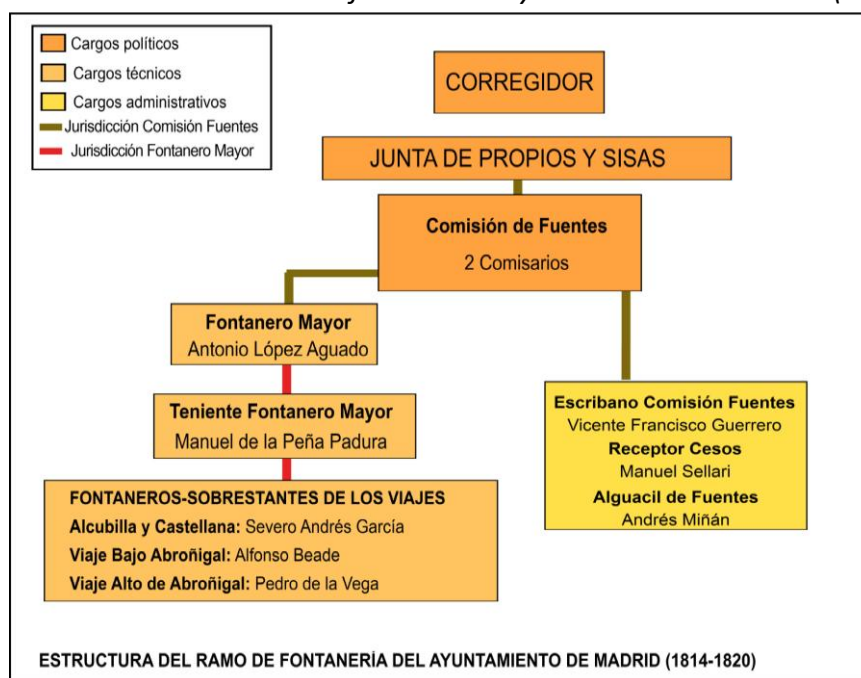 Cargos políticos
Cargos técnicos
Cargos administrativos
Jurisdicción Comisión Fuentes
Jurisdicción Fontanero Mayor
CORREGIDOR
JUNTA DE PROPIOS Y SISAS
Comisión de Fuentes
2 Comisarios
Fontanero Mayor
Antonio López Aguado
Teniente Fontanero Mayor
Manuel de la Peña Padura
FONTANEROS-SOBRESTANTES DE LOS VIAJES
Alcubilla y Castellana: Severo Andrés García
Viaje Bajo Abroñigal: Alfonso Beade
Viaje Alto de Abroñigal: Pedro de la Vega
Escribano Comisión Fuentes
Vicente Francisco Guerrero
Receptor Cesos
Manuel Sellari
Alguacil de Fuentes
Andrés Miñán
ESTRUCTURA DEL RAMO DE FONTANERÍA DEL AYUNTAMIENTO DE MADRID (1814-1820)